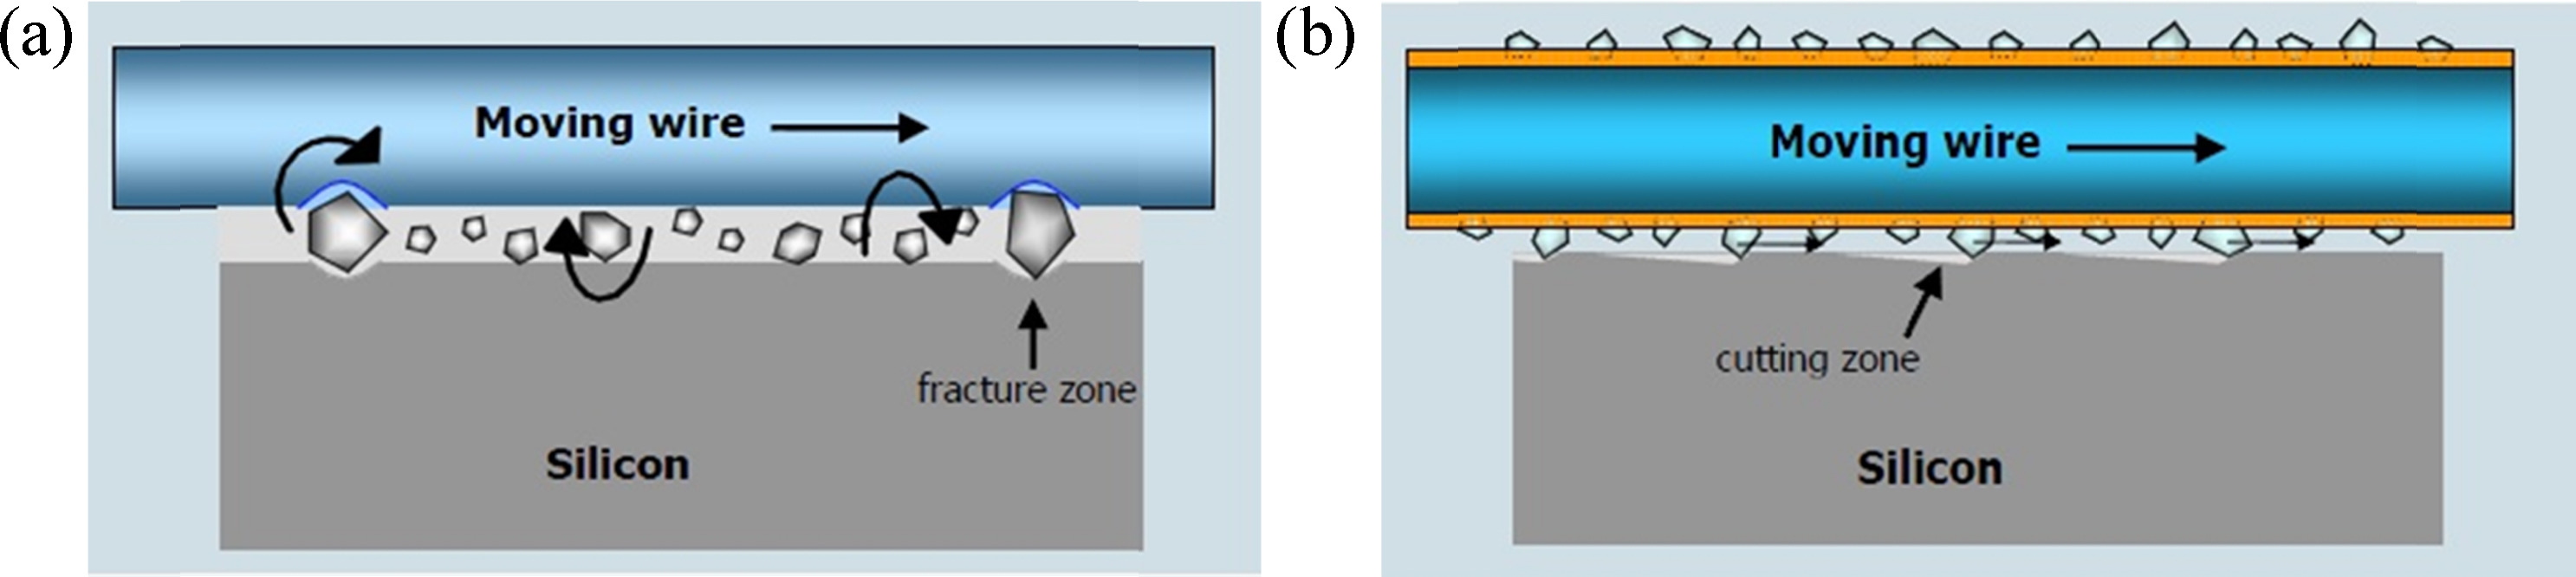 (a)
Moving wire
fracture zone
Silicon
(b)
Moving wire
cutting zone
Silicon